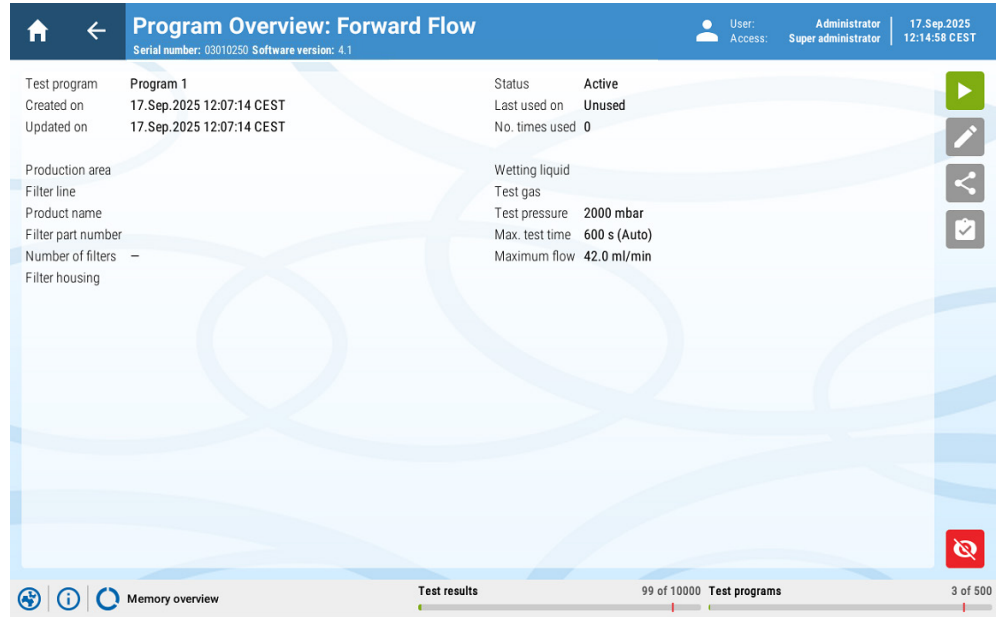 Program Overview: Forward Flow
Serial number: 03010250 Software version: 4.1
User: Administrator
Access: Super administrator
17.Sep.2025
12:14:58 CEST
Test program Program 1
Created on 17.Sep.2025 12:07:14 CEST
Updated on 17.Sep.2025 12:07:14 CEST
Production area
Filter line
Product name
Filter part number
Number of filters –
Filter housing
Status Active
Last used on Unused
No. times used 0
Wetting liquid
Test gas
Test pressure 2000 mbar
Max. test time 600 s (Auto)
Maximum flow 42.0 ml/min
Memory overview
Test results 99 of 10000
Test programs 3 of 500